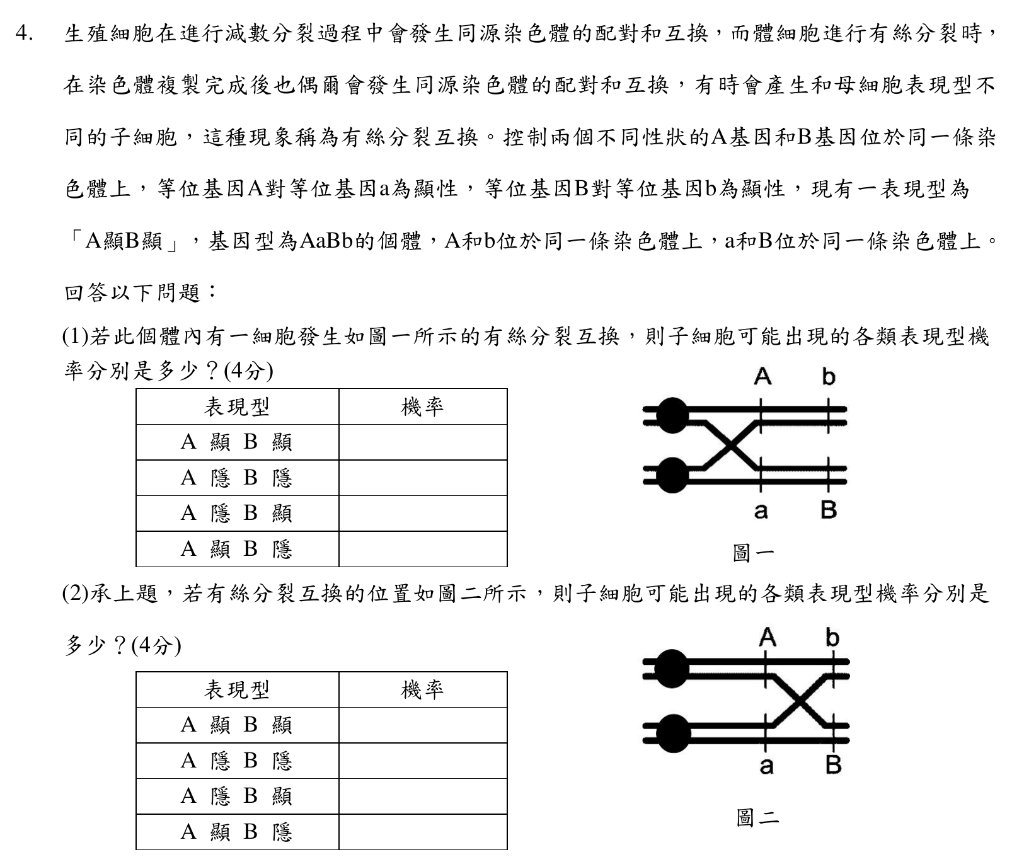 4. 生殖細胞在進行減數分裂過程中會發生同源染色體的配對和互換，而體細胞進行有絲分裂時，
在染色體複製完成後也偶爾會發生同源染色體的配對和互換，有時會產生和母細胞表現型不
同的子細胞，這種現象稱為有絲分裂互換。控制兩個不同性狀的A基因和B基因位於同一條染
色體上，等位基因A對等位基因a為顯性，等位基因B對等位基因b為顯性，現有一表現型為
「A顯B顯」，基因型為AaBb的個體，A和b位於同一條染色體上，a和B位於同一條染色體上。
回答以下問題：
(1)若此個體內有一細胞發生如圖一所示的有絲分裂互換，則子細胞可能出現的各類表現型機
率分別是多少？(4分)
表現型 機率
A 顯 B 顯
A 隱 B 隱
A 隱 B 顯
A 顯 B 隱
A b
a B
圖一
(2)承上題，若有絲分裂互換的位置如圖二所示，則子細胞可能出現的各類表現型機率分別是
多少？(4分)
表現型 機率
A 顯 B 顯
A 隱 B 隱
A 隱 B 顯
A 顯 B 隱
A b
a B
圖二